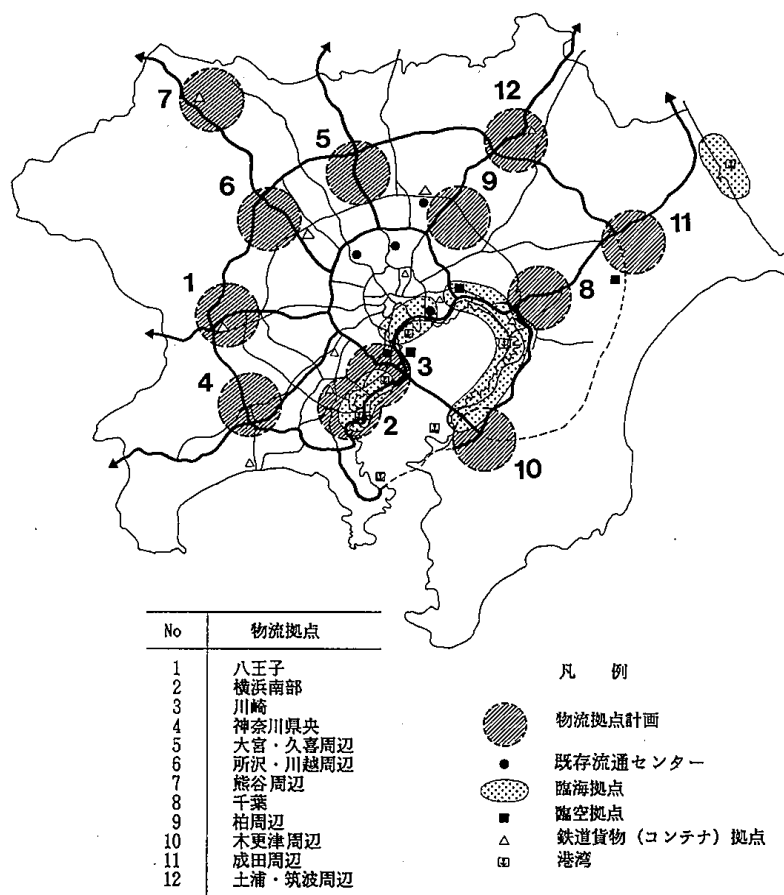 7
12
5
11
6
9
1
8
3
4
2
10
No 物流拠点
1 八王子
2 横浜南部
3 川崎
4 神奈川県央
5 大宮・久喜周辺
6 所沢・川越周辺
7 熊谷周辺
8 千葉
9 柏周辺
10 木更津周辺
11 成田周辺
12 土浦・筑波周辺
凡 例
物流拠点計画
既存流通センター
臨海拠点
臨空拠点
鉄道貨物（コンテナ）拠点
港湾